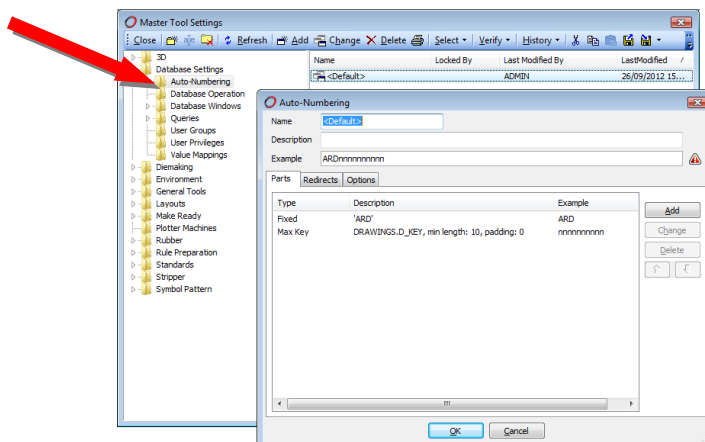 Master Tool Settings
Close Refresh Add Change Delete Select Verify History
3D
Database Settings
Auto-Numbering
Database Operation
Database Windows
Queries
User Groups
User Privileges
Value Mappings
Diemaking
Environment
General Tools
Layouts
Make Ready
Plotter Machines
Rubber
Rule Preparation
Standards
Stripper
Symbol Pattern
Name Locked By Last Modified By LastModified
<Default> ADMIN 26/09/2012 15...
Auto-Numbering
Name <Default>
Description
Example ARDnnnnnnnnnn
Parts Redirects Options
Type Description Example
Fixed 'ARD' ARD
Max Key DRAWINGS.D_KEY, min length: 10, padding: 0 nnnnnnnnnn
Add
Change
Delete
OK Cancel